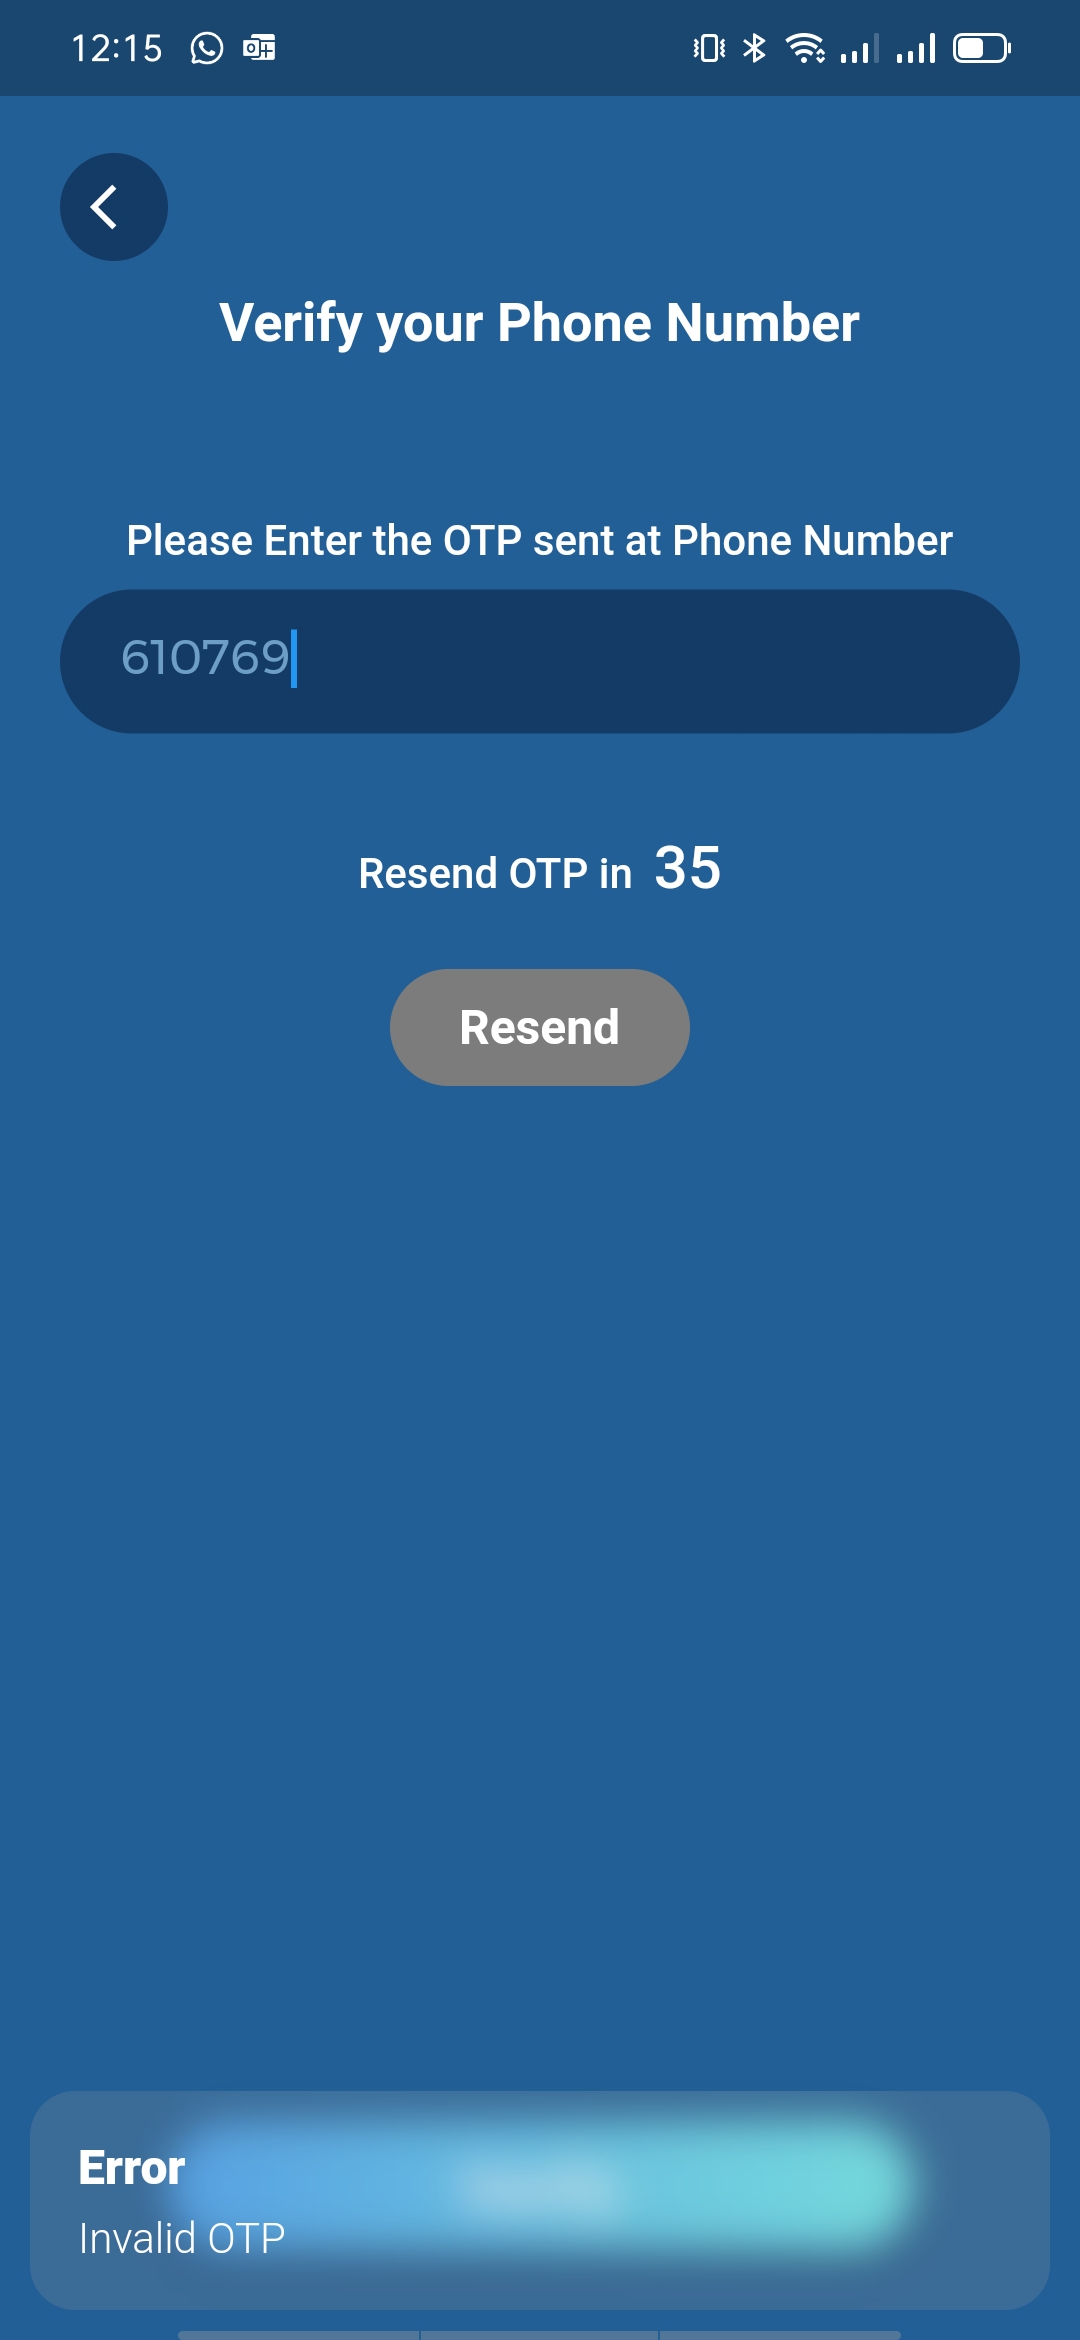 12:15
Verify your Phone Number
Please Enter the OTP sent at Phone Number
610769
Resend OTP in 35
Resend
Error
Invalid OTP